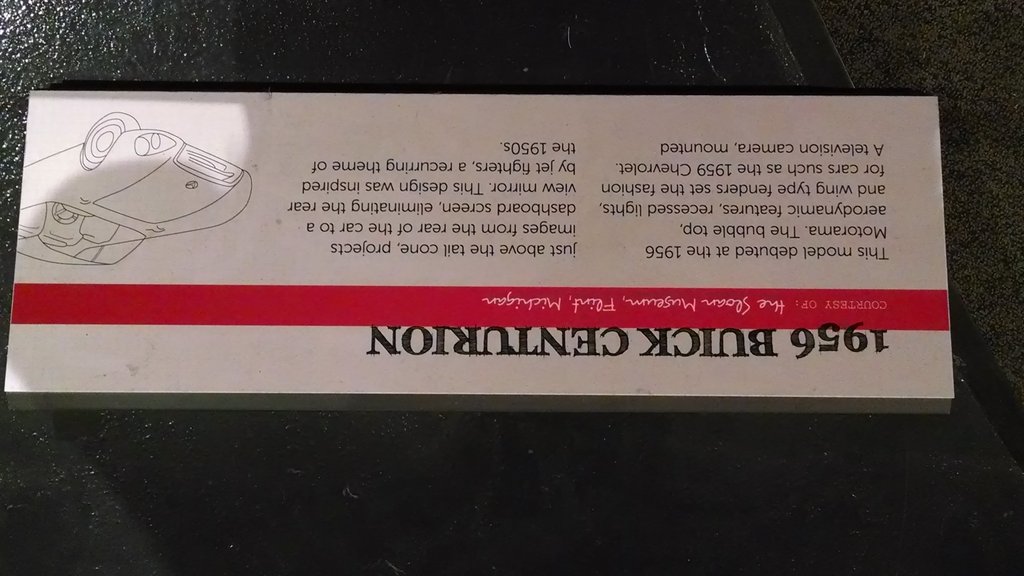 1956 BUICK CENTURION
COURTESY OF: the Sloan Museum, Flint, Michigan
This model debuted at the 1956
Motorama. The bubble top,
aerodynamic features, recessed lights,
and wing type fenders set the fashion
for cars such as the 1959 Chevrolet.
A television camera, mounted
just above the tail cone, projects
images from the rear of the car to a
dashboard screen, eliminating the rear
view mirror. This design was inspired
by jet fighters, a recurring theme of
the 1950s.